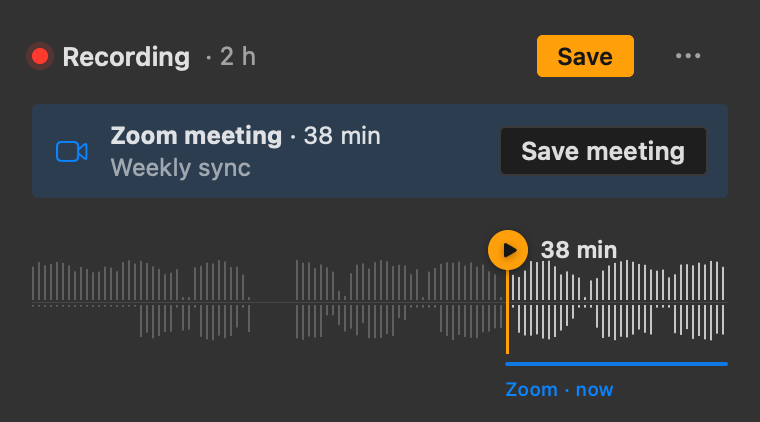 Recording · 2 h
Save
Zoom meeting · 38 min
Weekly sync
Save meeting
38 min
Zoom · now